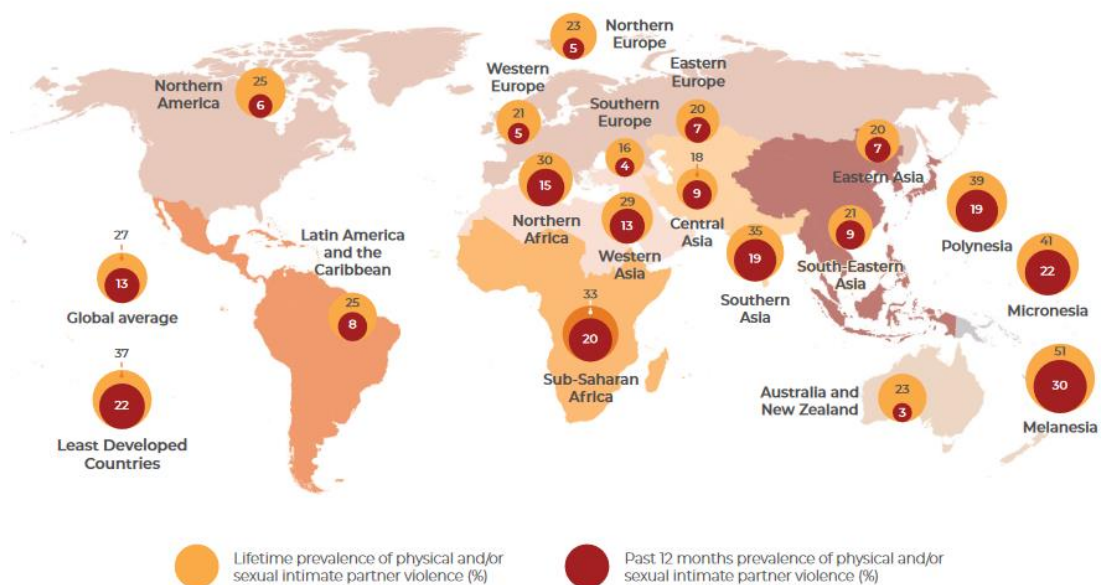 23
5
Northern
Europe
Western
Europe
Eastern
Europe
Northern
America
25
6
21
5
Southern
Europe
20
7
16
4
20
7
Eastern Asia
30
15
Northern
Africa
29
13
Western
Asia
18
9
Central
Asia
39
19
Polynesia
27
13
Global average
Latin America
and the
Caribbean
25
8
35
19
Southern
Asia
21
9
South-Eastern
Asia
41
22
Micronesia
33
20
Sub-Saharan
Africa
37
22
Least Developed
Countries
Australia and
New Zealand
23
3
51
30
Melanesia
Lifetime prevalence of physical and/or
sexual intimate partner violence (%)
Past 12 months prevalence of physical and/or
sexual intimate partner violence (%)